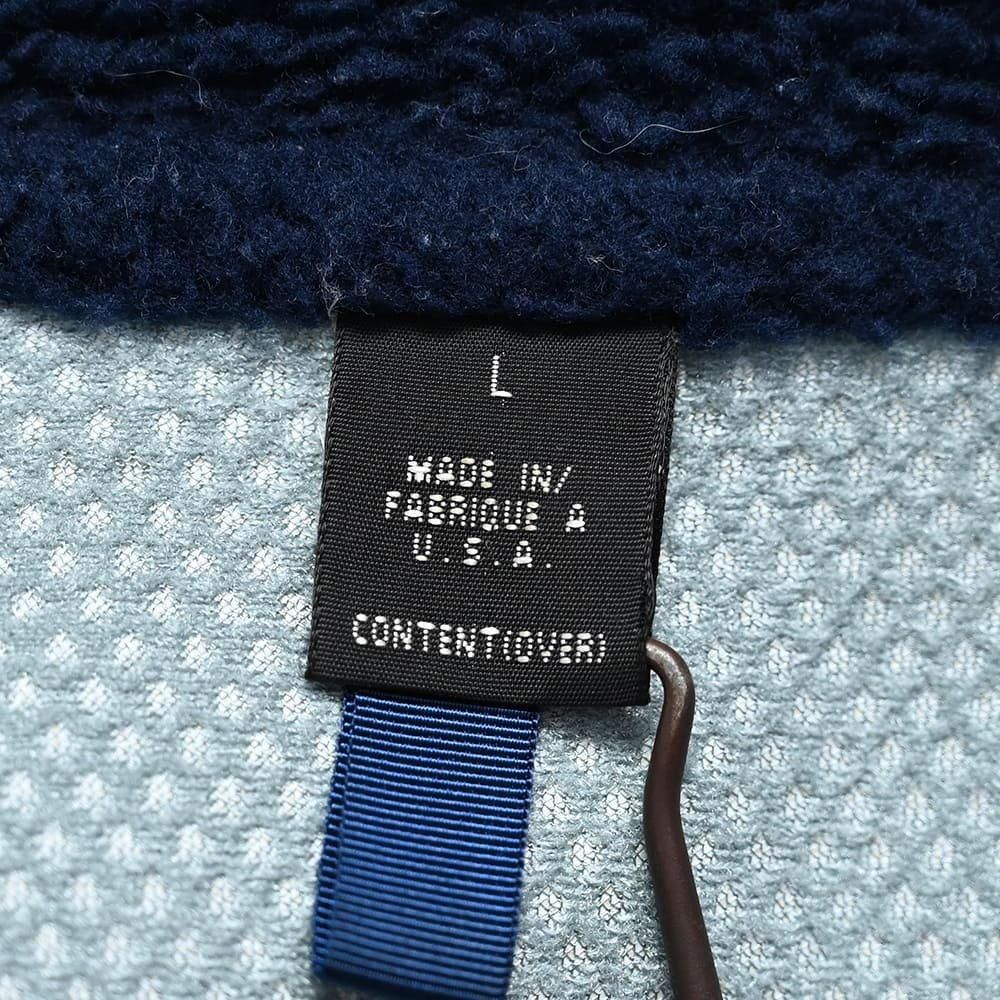 L
MADE IN/
FABRIQUE A
U.S.A.
CONTENT(OVER)